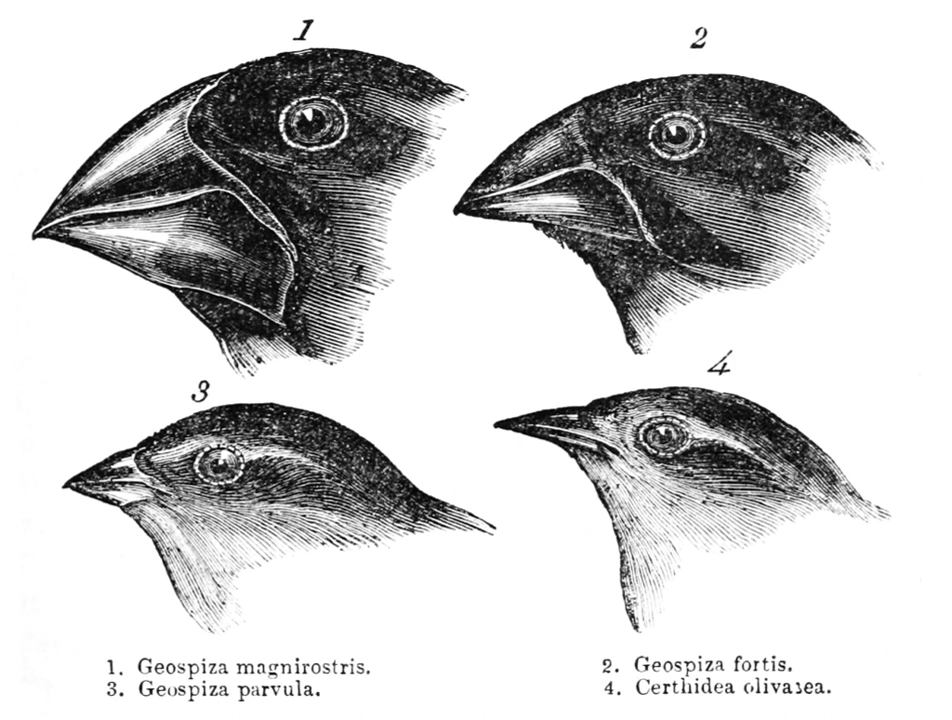 1
2
3
4
1. Geospiza magnirostris.
2. Geospiza fortis.
3. Geospiza parvula.
4. Certhidea olivasea.